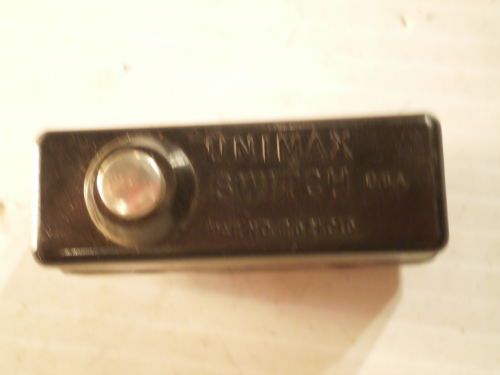 UNIMAX
SWITCH U.S.A.
PAT. NO.